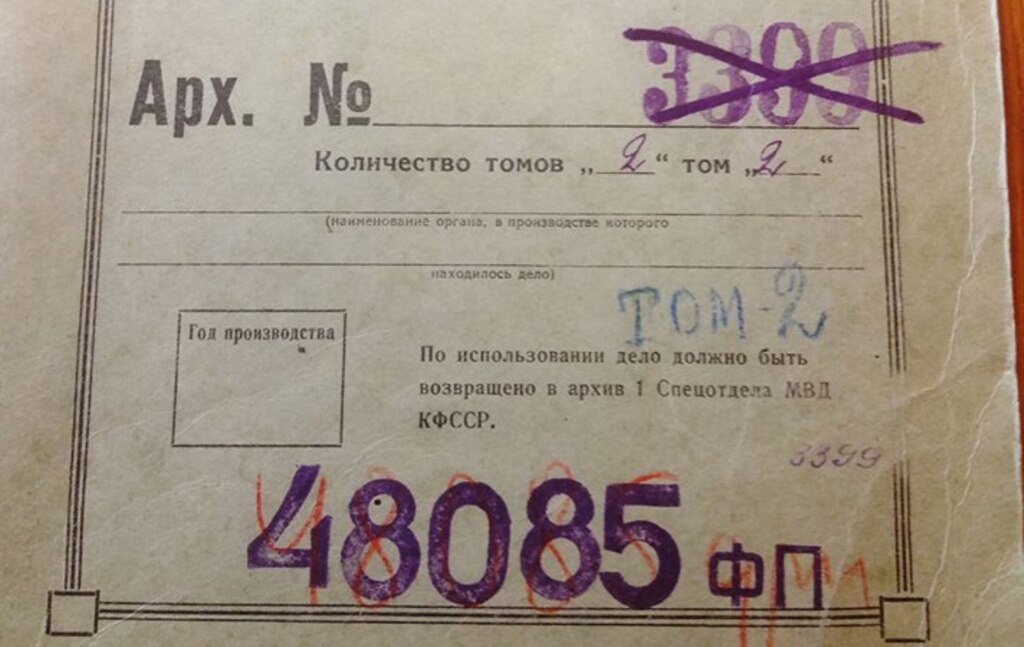 Арх. № 3399
Количество томов „ 2 “ том „ 2 “
(наименование органа, в производстве которого
находилось дело)
том-2
Год производства
По использовании дело должно быть
возвращено в архив 1 Спецотдела МВД
КФССР.
3399
48085 ФП